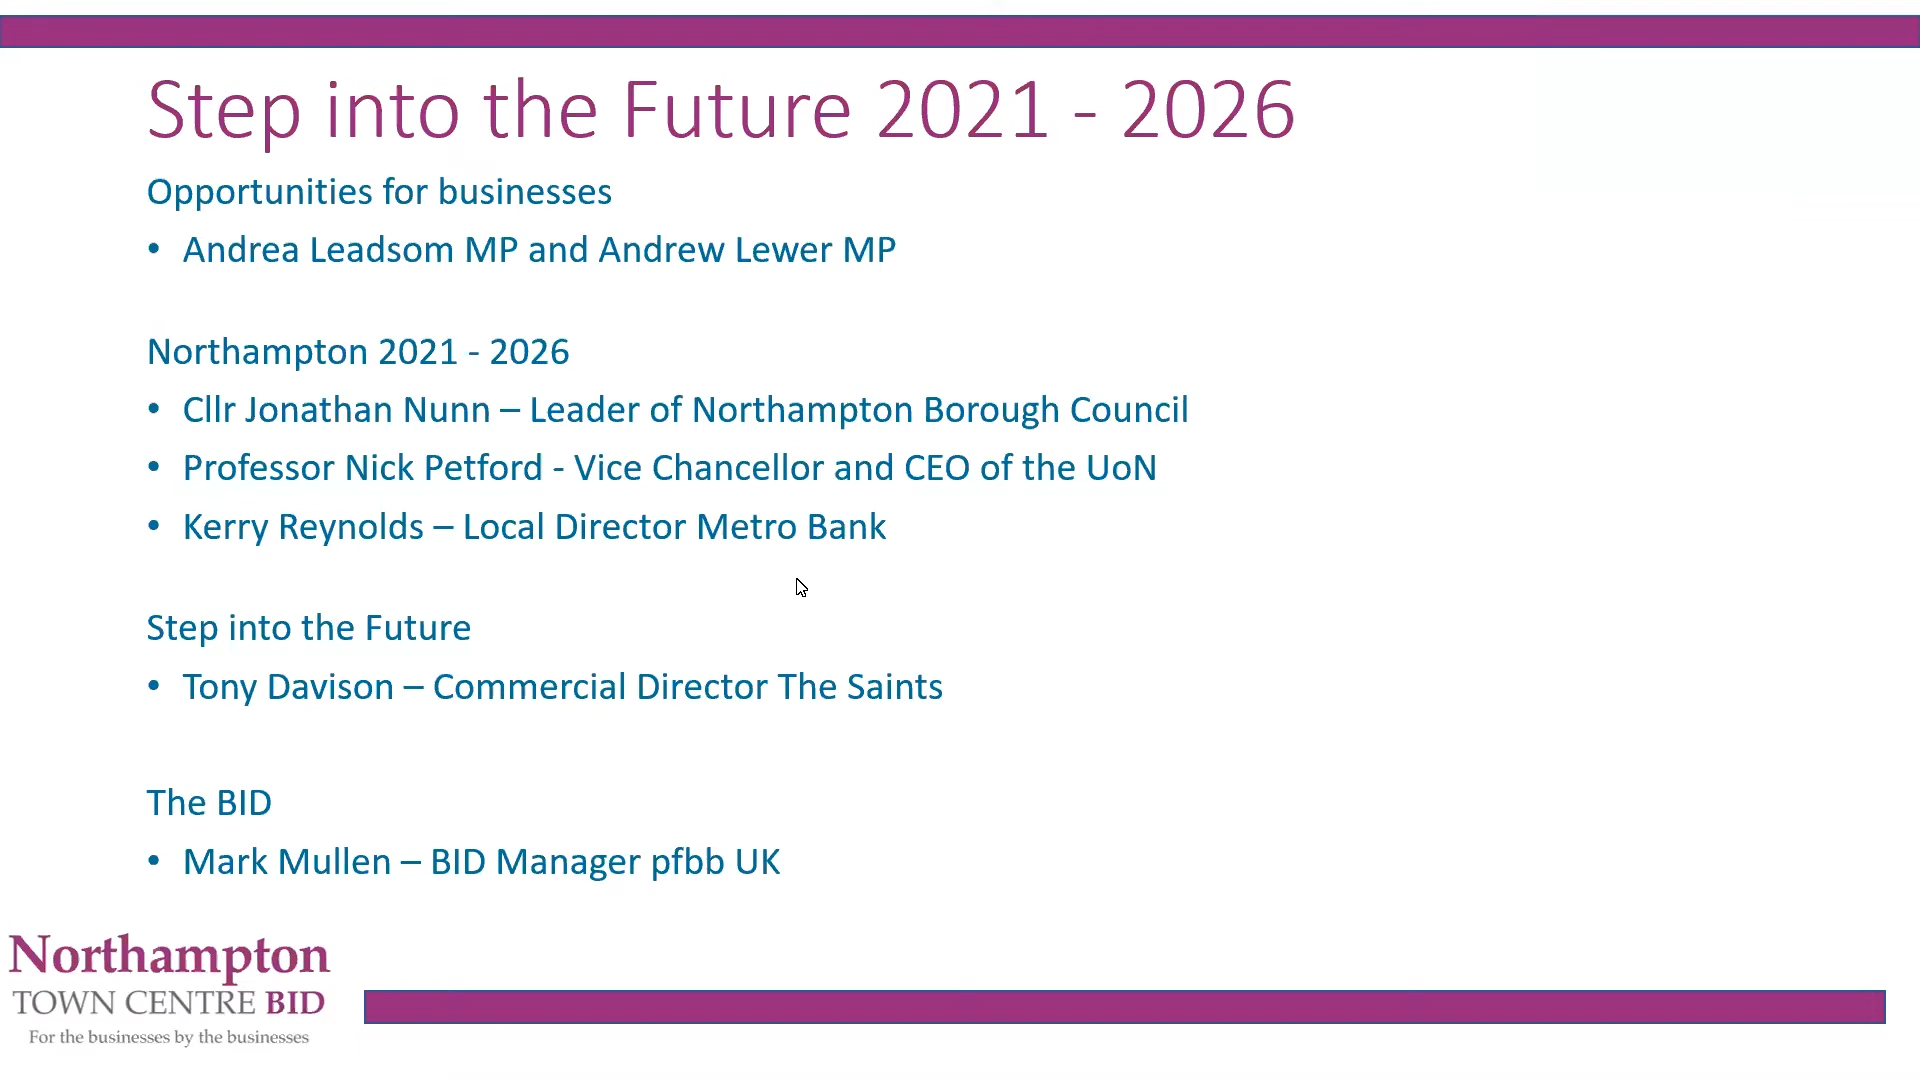 Step into the Future 2021 - 2026
Opportunities for businesses
• Andrea Leadsom MP and Andrew Lewer MP
Northampton 2021 - 2026
• Cllr Jonathan Nunn – Leader of Northampton Borough Council
• Professor Nick Petford - Vice Chancellor and CEO of the UoN
• Kerry Reynolds – Local Director Metro Bank
Step into the Future
• Tony Davison – Commercial Director The Saints
The BID
• Mark Mullen – BID Manager pfbb UK
Northampton
TOWN CENTRE BID
For the businesses by the businesses